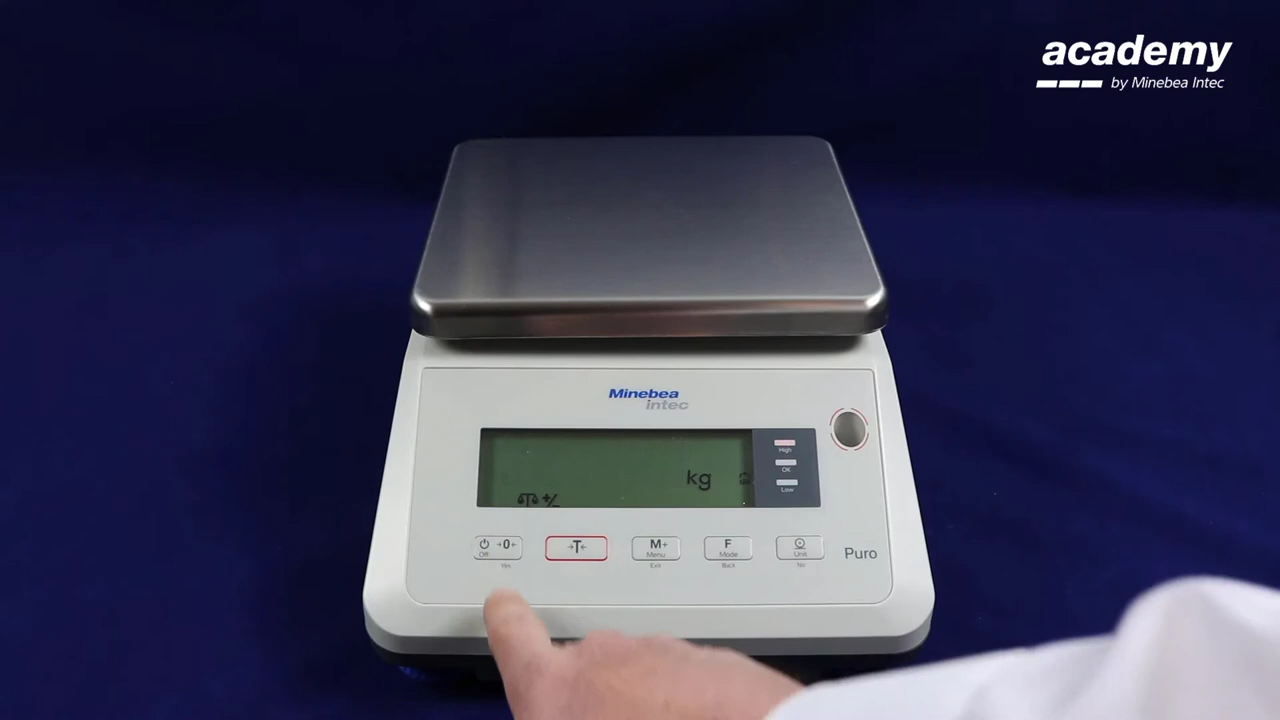 academy
by Minebea Intec
Minebea
intec
kg
+/-
High
OK
Low
→0←
Off
Yes
→T←
M+
Menu
Exit
F
Mode
Back
Unit
No
Puro